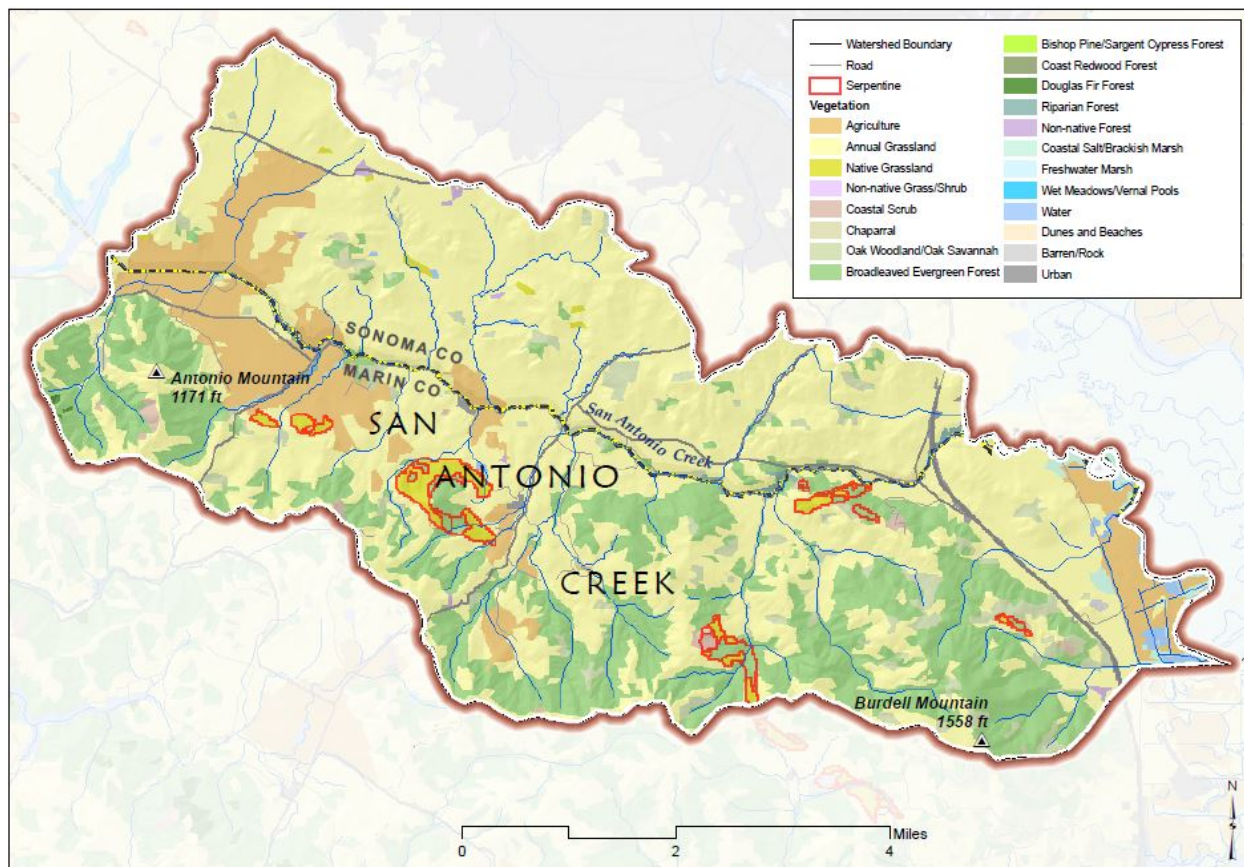 Watershed Boundary
Road
Serpentine
Vegetation
Agriculture
Annual Grassland
Native Grassland
Non-native Grass/Shrub
Coastal Scrub
Chaparral
Oak Woodland/Oak Savannah
Broadleaved Evergreen Forest
Bishop Pine/Sargent Cypress Forest
Coast Redwood Forest
Douglas Fir Forest
Riparian Forest
Non-native Forest
Coastal Salt/Brackish Marsh
Freshwater Marsh
Wet Meadows/Vernal Pools
Water
Dunes and Beaches
Barren/Rock
Urban
SONOMA CO
MARIN CO
Antonio Mountain
1171 ft
SAN
ANTONIO
CREEK
San Antonio Creek
Burdell Mountain
1558 ft
N
Miles
0 2 4